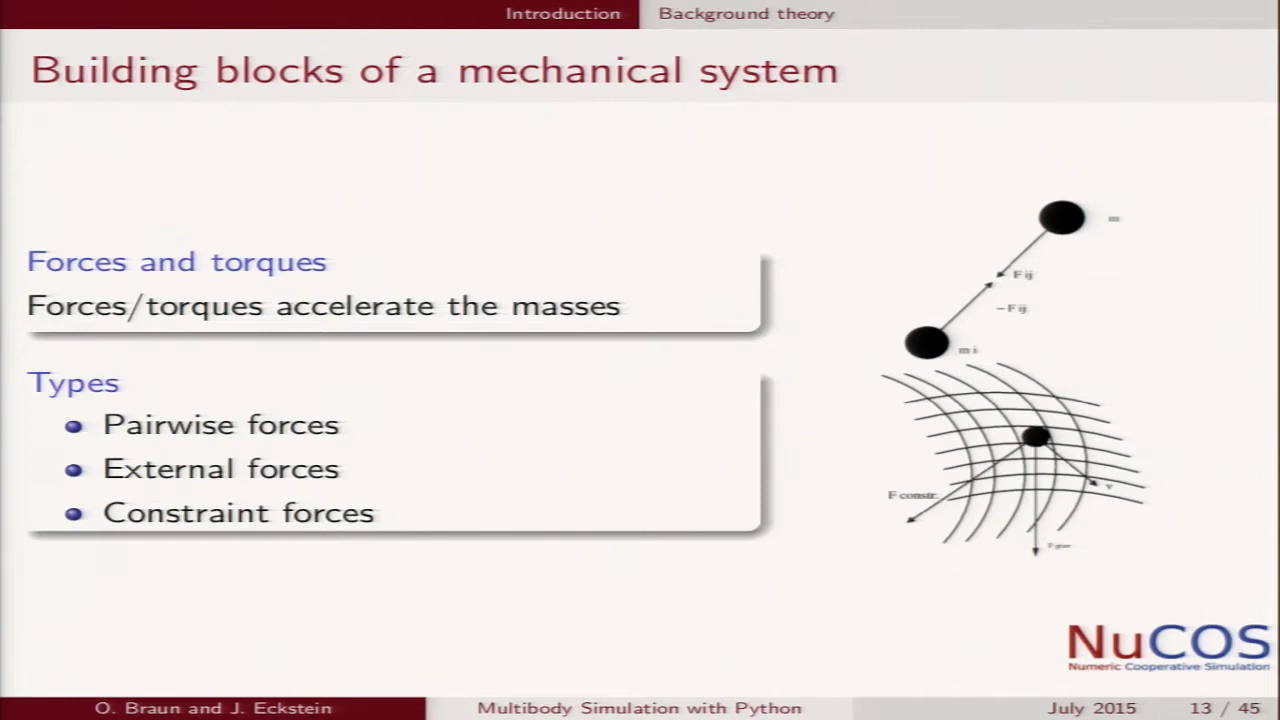 Introduction
Background theory
Building blocks of a mechanical system
Forces and torques
Forces/torques accelerate the masses
Types
Pairwise forces
External forces
Constraint forces
m
F ij
−F ij
m i
F constr.
v
NuCOS
Numeric Cooperative Simulation
O. Braun and J. Eckstein
Multibody Simulation with Python
July 2015
13 / 45